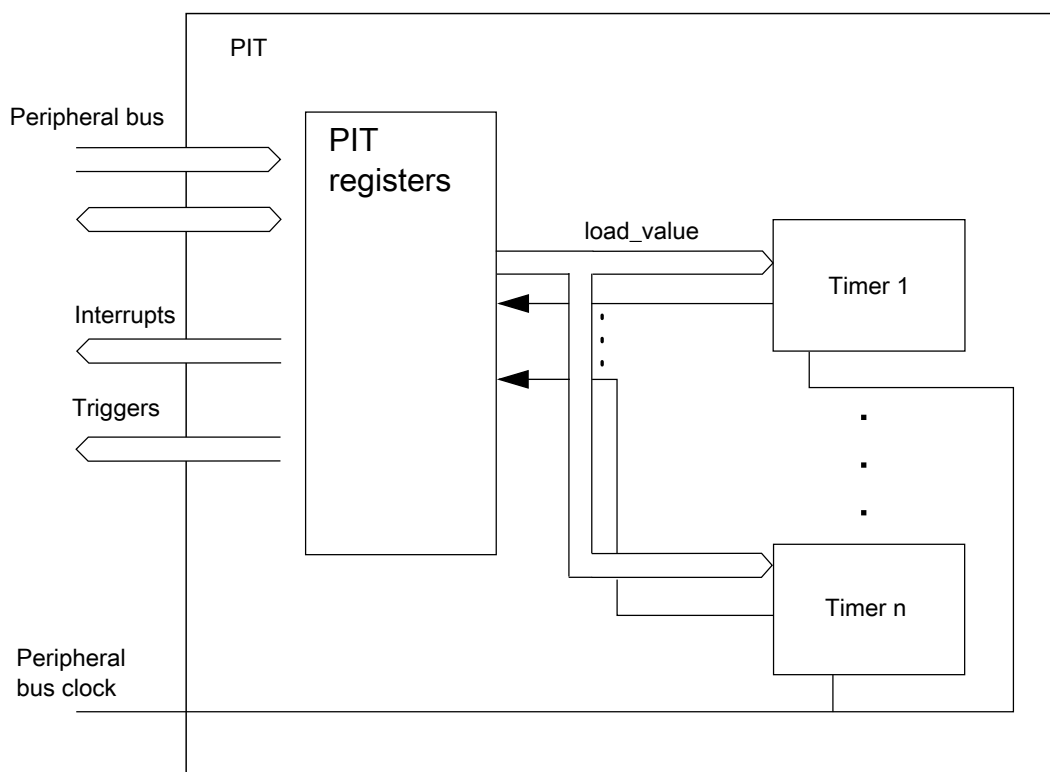 PIT
Peripheral bus
PIT
registers
load_value
Timer 1
Interrupts
Triggers
Timer n
Peripheral
bus clock